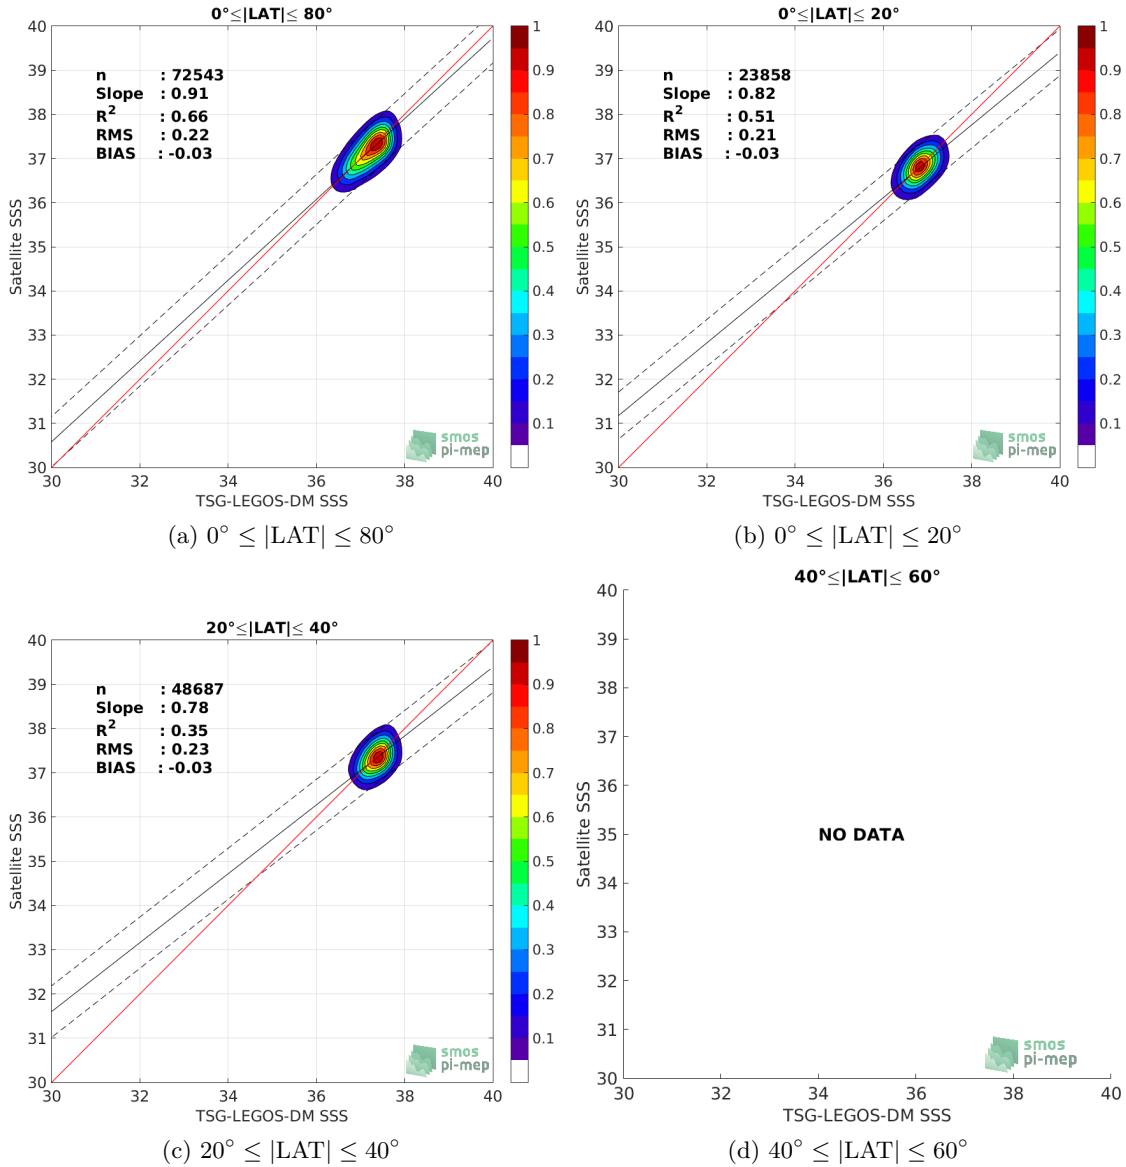 0°≤|LAT|≤ 80°
40
39
38
37
36
35
34
33
32
31
30
Satellite SSS
n : 72543
Slope : 0.91
R2 : 0.66
RMS : 0.22
BIAS : -0.03
smos
pi-mep
30 32 34 36 38 40
TSG-LEGOS-DM SSS
1
0.9
0.8
0.7
0.6
0.5
0.4
0.3
0.2
0.1
(a) 0° ≤ |LAT| ≤ 80°
0°≤|LAT|≤ 20°
40
39
38
37
36
35
34
33
32
31
30
Satellite SSS
n : 23858
Slope : 0.82
R2 : 0.51
RMS : 0.21
BIAS : -0.03
smos
pi-mep
30 32 34 36 38 40
TSG-LEGOS-DM SSS
1
0.9
0.8
0.7
0.6
0.5
0.4
0.3
0.2
0.1
(b) 0° ≤ |LAT| ≤ 20°
20°≤|LAT|≤ 40°
40
39
38
37
36
35
34
33
32
31
30
Satellite SSS
n : 48687
Slope : 0.78
R2 : 0.35
RMS : 0.23
BIAS : -0.03
smos
pi-mep
30 32 34 36 38 40
TSG-LEGOS-DM SSS
1
0.9
0.8
0.7
0.6
0.5
0.4
0.3
0.2
0.1
(c) 20° ≤ |LAT| ≤ 40°
40°≤|LAT|≤ 60°
40
39
38
37
36
35
34
33
32
31
30
Satellite SSS
NO DATA
smos
pi-mep
30 32 34 36 38 40
TSG-LEGOS-DM SSS
(d) 40° ≤ |LAT| ≤ 60°